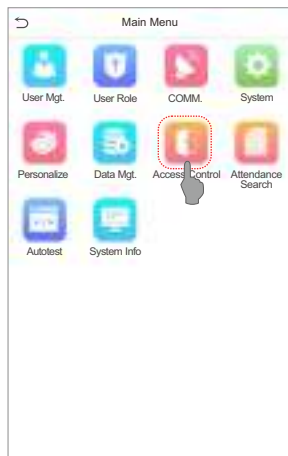 Main Menu
User Mgt.
User Role
COMM.
System
Personalize
Data Mgt.
Access Control
Attendance
Search
Autotest
System Info